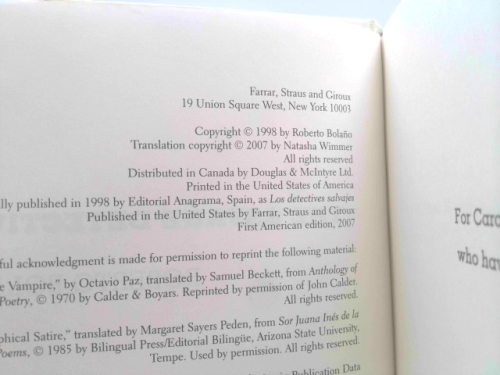 Farrar, Straus and Giroux
19 Union Square West, New York 10003
Copyright © 1998 by Roberto Bolaño
Translation copyright © 2007 by Natasha Wimmer
All rights reserved
Distributed in Canada by Douglas & McIntyre Ltd.
Printed in the United States of America
published in 1998 by Editorial Anagrama, Spain, as Los detectives salvajes
Published in the United States by Farrar, Straus and Giroux
First American edition, 2007
acknowledgment is made for permission to reprint the following material:
Vampire," by Octavio Paz, translated by Samuel Beckett, from Anthology of
Poetry, © 1970 by Calder & Boyars. Reprinted by permission of John Calder.
All rights reserved.
Satire," translated by Margaret Sayers Peden, from Sor Juana Inés de la
© 1985 by Bilingual Press/Editorial Bilingüe, Arizona State University,
Tempe. Used by permission. All rights reserved.
Publication Data
For
who